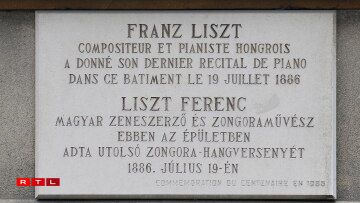 FRANZ LISZT
COMPOSITEUR ET PIANISTE HONGROIS
A DONNÉ SON DERNIER RECITAL DE PIANO
DANS CE BATIMENT LE 19 JUILLET 1886
LISZT FERENC
MAGYAR ZENESZERZŐ ÉS ZONGORAMŰVÉSZ
EBBEN AZ ÉPÜLETBEN
ADTA UTOLSÓ ZONGORA-HANGVERSENYÉT
1886. JÚLIUS 19-ÉN
COMMEMORATION DU CENTENAIRE EN 1986
RTL